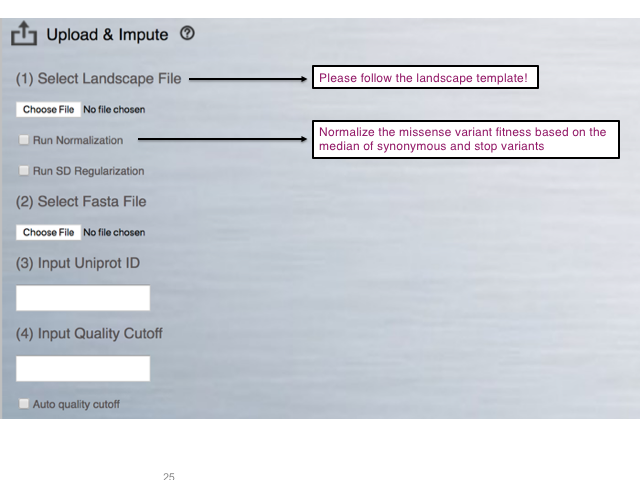 Upload & Impute ?
(1) Select Landscape File
Please follow the landscape template!
Choose File No file chosen
Run Normalization
Normalize the missense variant fitness based on the
median of synonymous and stop variants
Run SD Regularization
(2) Select Fasta File
Choose File No file chosen
(3) Input Uniprot ID
(4) Input Quality Cutoff
Auto quality cutoff
25